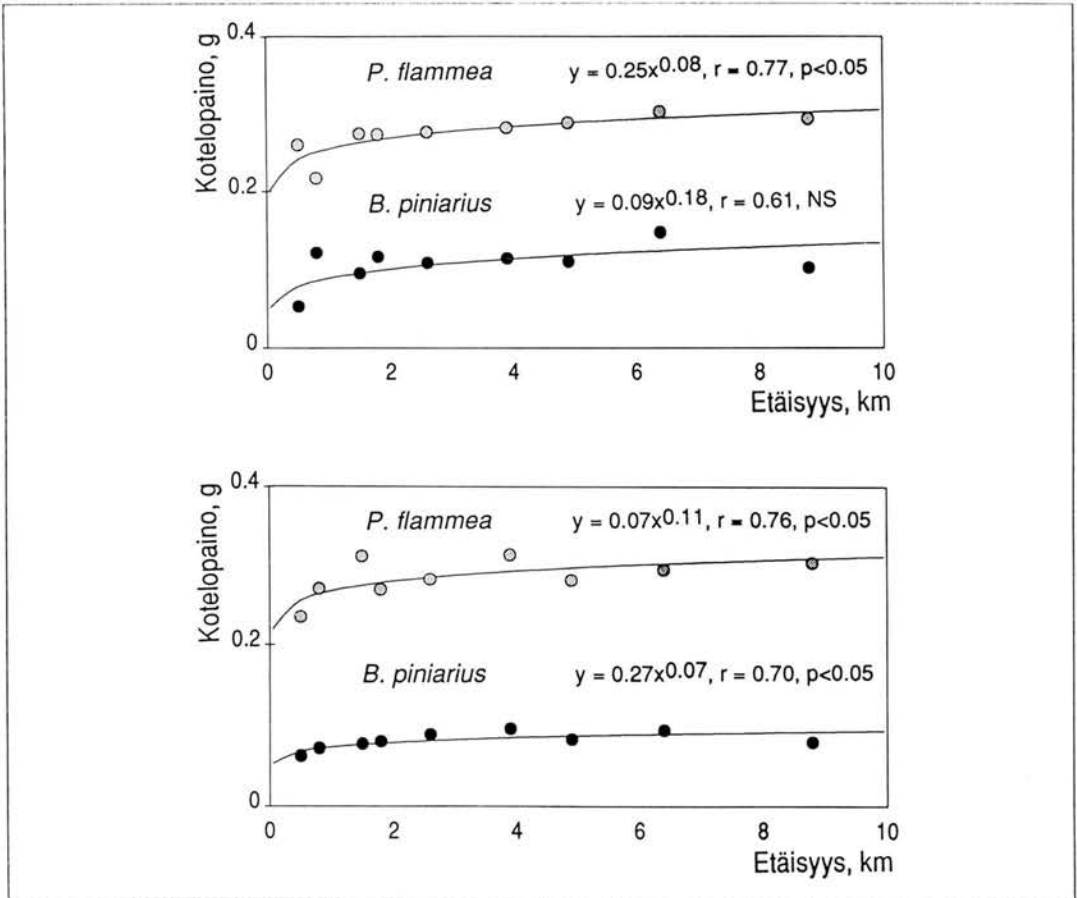 Kotelopaino, g
0.4
0.2
0
P. flammea
y = 0.25x^0.08, r = 0.77, p<0.05
B. piniarius
y = 0.09x^0.18, r = 0.61, NS
0 2 4 6 8 10
Etäisyys, km
Kotelopaino, g
0.4
0.2
0
P. flammea
y = 0.07x^0.11, r = 0.76, p<0.05
B. piniarius
y = 0.27x^0.07, r = 0.70, p<0.05
0 2 4 6 8 10
Etäisyys, km